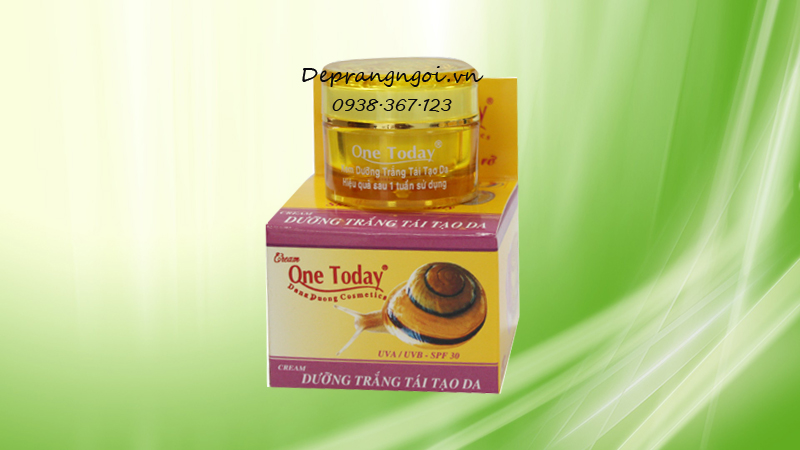 Deprangngoi.vn
0938·367·123
One Today®
Dưỡng Trắng Tái Tạo Da
Hiệu quả sau 1 tuần sử dụng
rỡ
CREAM
DƯỠNG TRẮNG TÁI TẠO DA
Cream
One Today®
Dang Duong Cosmetics
UVA / UVB - SPF 30
CREAM
DƯỠNG TRẮNG TÁI TẠO DA